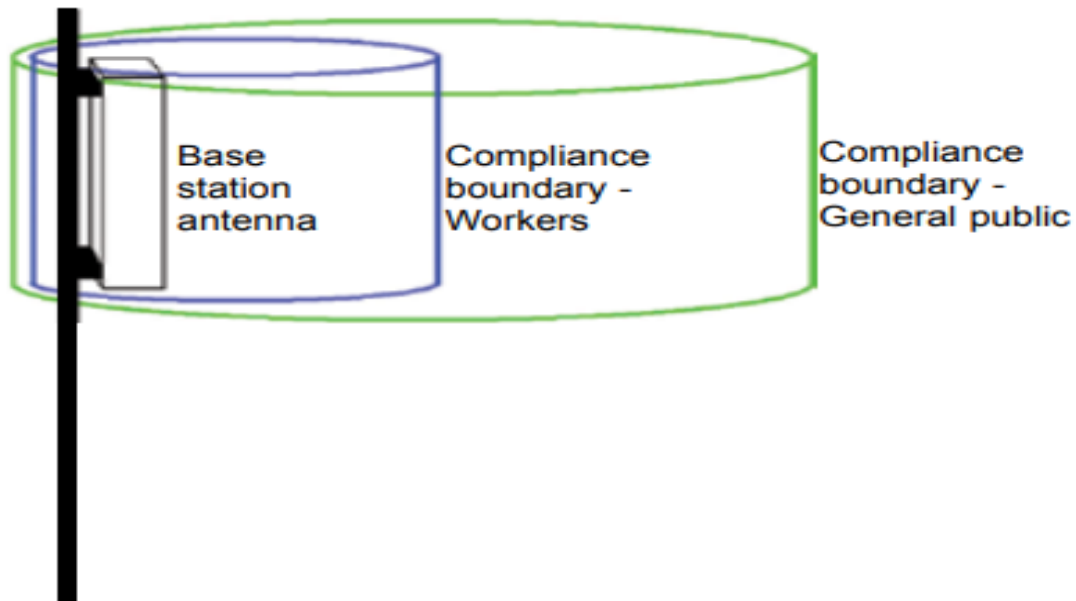 Base
station
antenna
Compliance
boundary -
Workers
Compliance
boundary -
General public